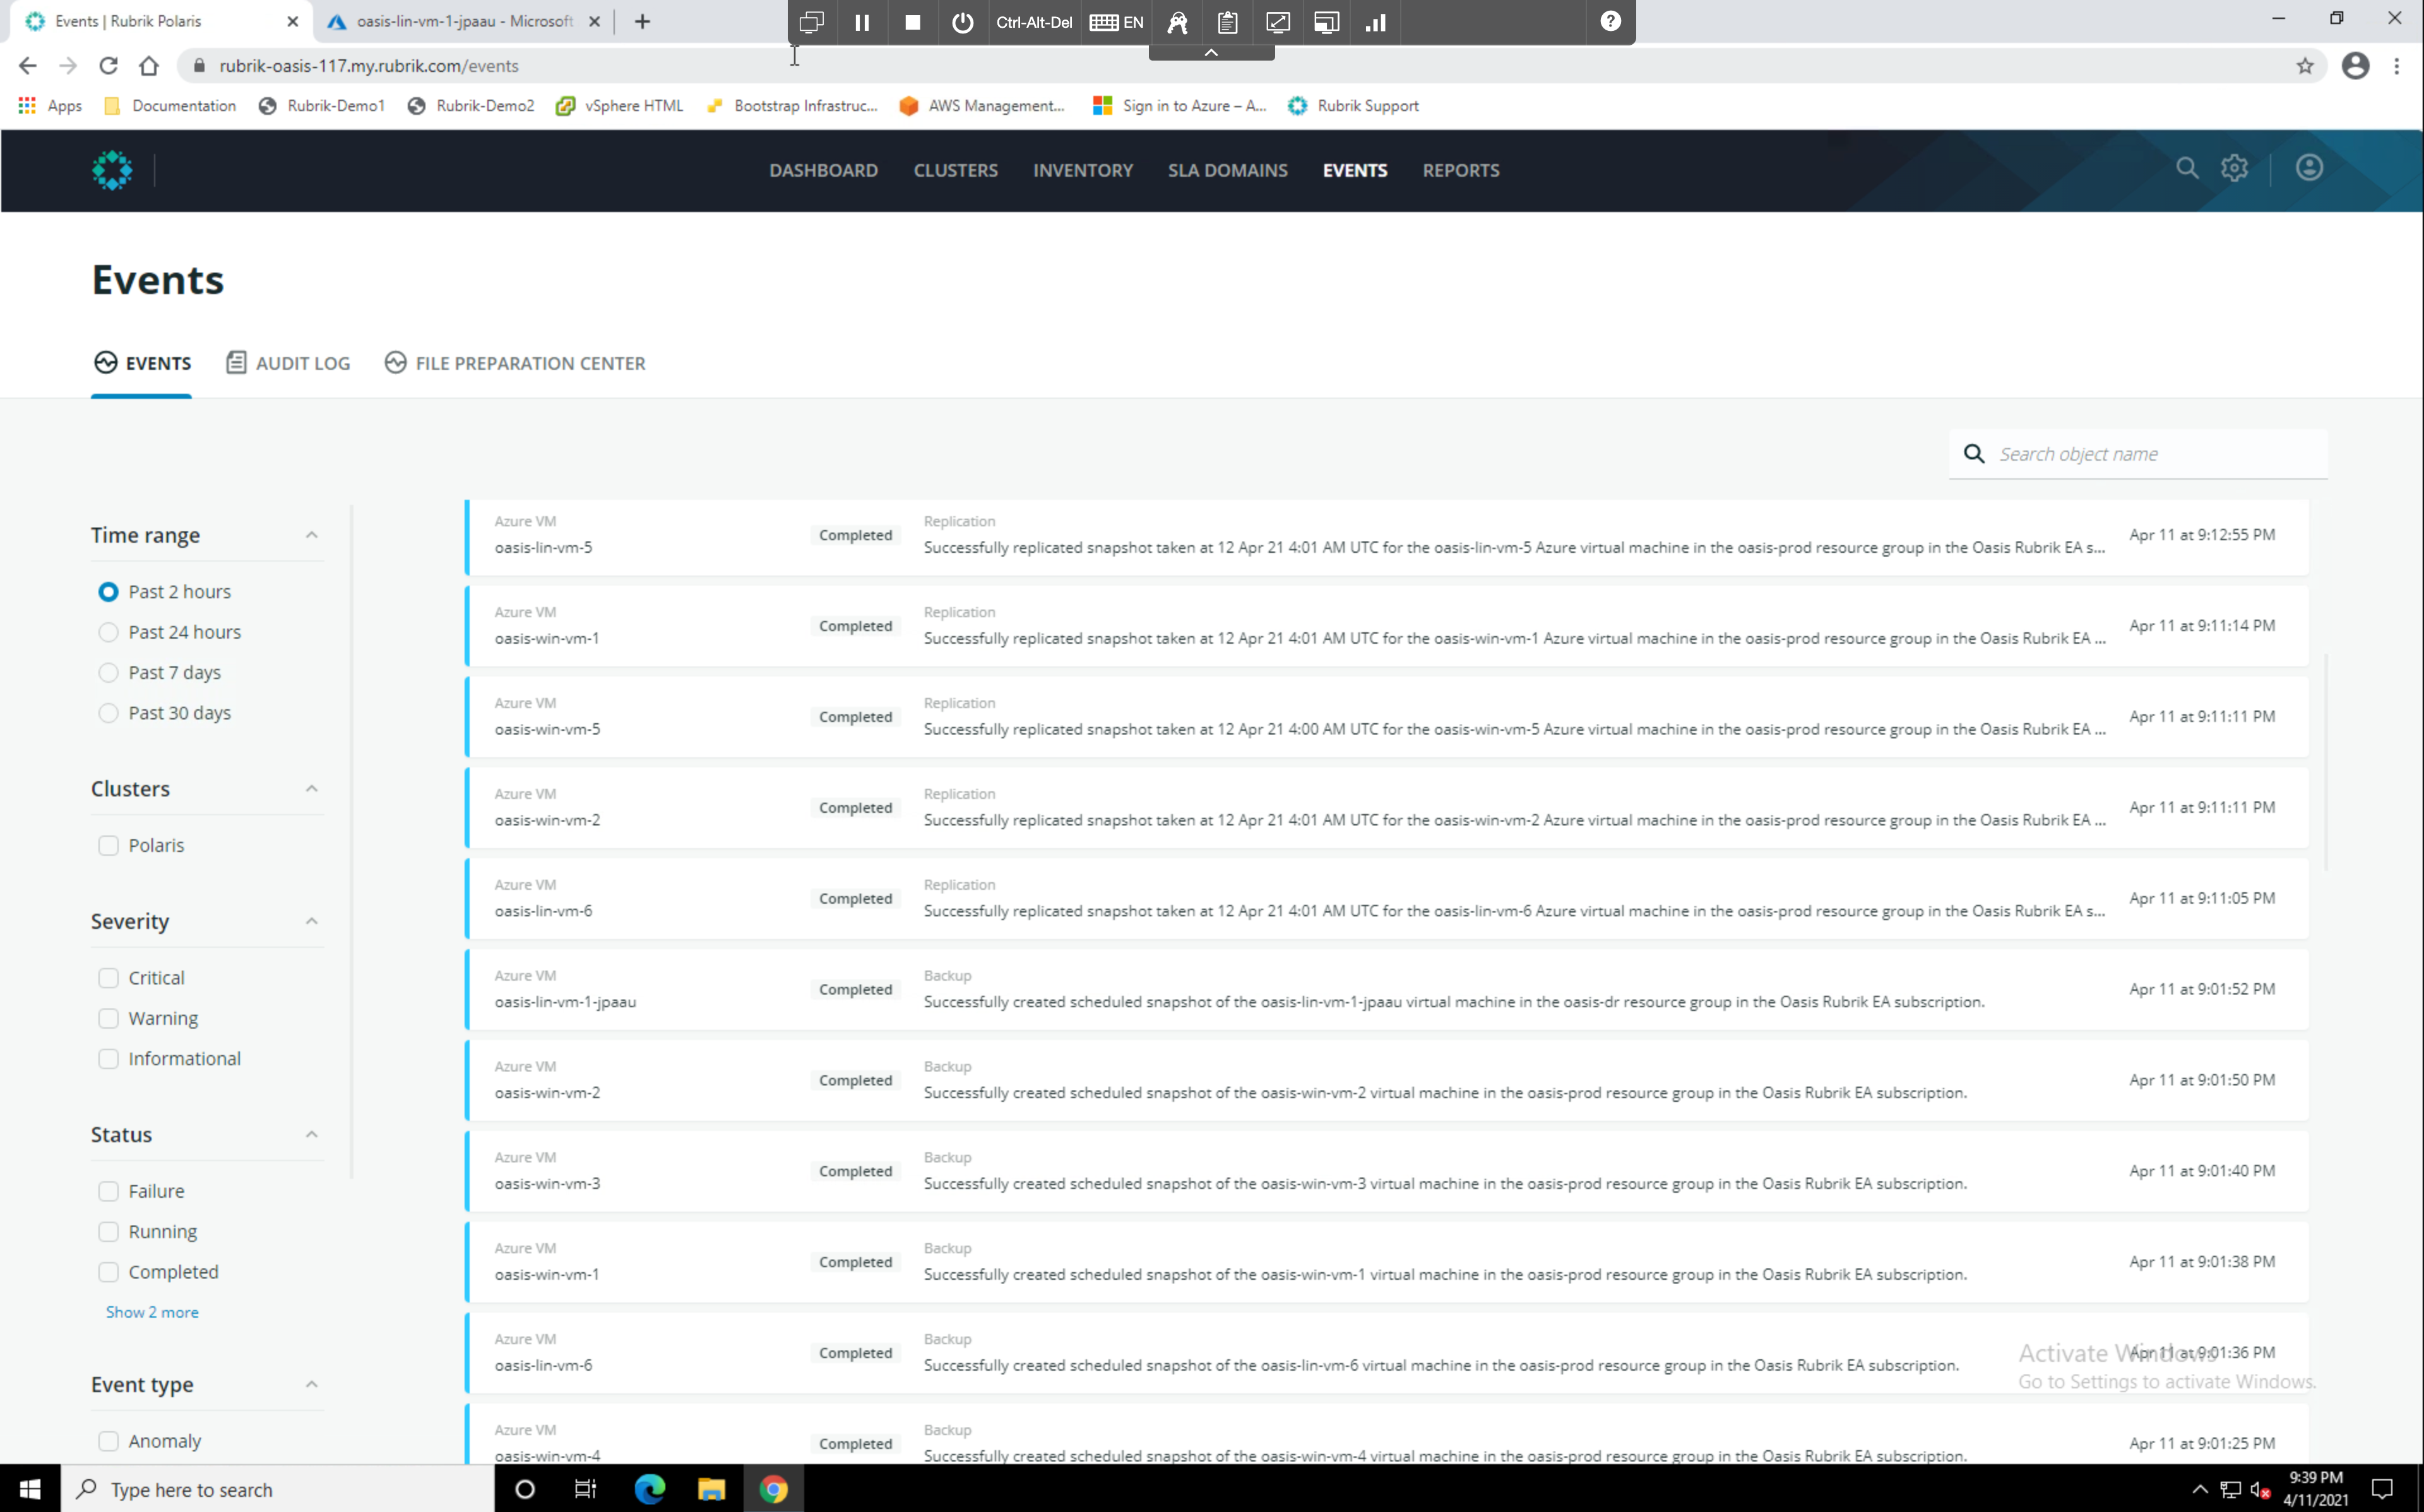 Events | Rubrik Polaris
oasis-lin-vm-1-jpaau - Microsoft
Ctrl-Alt-Del
EN
rubrik-oasis-117.my.rubrik.com/events
Apps
Documentation
Rubrik-Demo1
Rubrik-Demo2
vSphere HTML
Bootstrap Infrastruc...
AWS Management...
Sign in to Azure – A...
Rubrik Support
DASHBOARD
CLUSTERS
INVENTORY
SLA DOMAINS
EVENTS
REPORTS
Events
EVENTS
AUDIT LOG
FILE PREPARATION CENTER
Search object name
Time range
Past 2 hours
Past 24 hours
Past 7 days
Past 30 days
Clusters
Polaris
Severity
Critical
Warning
Informational
Status
Failure
Running
Completed
Show 2 more
Event type
Anomaly
Azure VM
oasis-lin-vm-5
Completed
Replication
Successfully replicated snapshot taken at 12 Apr 21 4:01 AM UTC for the oasis-lin-vm-5 Azure virtual machine in the oasis-prod resource group in the Oasis Rubrik EA s...
Apr 11 at 9:12:55 PM
Azure VM
oasis-win-vm-1
Completed
Replication
Successfully replicated snapshot taken at 12 Apr 21 4:01 AM UTC for the oasis-win-vm-1 Azure virtual machine in the oasis-prod resource group in the Oasis Rubrik EA ...
Apr 11 at 9:11:14 PM
Azure VM
oasis-win-vm-5
Completed
Replication
Successfully replicated snapshot taken at 12 Apr 21 4:00 AM UTC for the oasis-win-vm-5 Azure virtual machine in the oasis-prod resource group in the Oasis Rubrik EA ...
Apr 11 at 9:11:11 PM
Azure VM
oasis-win-vm-2
Completed
Replication
Successfully replicated snapshot taken at 12 Apr 21 4:01 AM UTC for the oasis-win-vm-2 Azure virtual machine in the oasis-prod resource group in the Oasis Rubrik EA ...
Apr 11 at 9:11:11 PM
Azure VM
oasis-lin-vm-6
Completed
Replication
Successfully replicated snapshot taken at 12 Apr 21 4:01 AM UTC for the oasis-lin-vm-6 Azure virtual machine in the oasis-prod resource group in the Oasis Rubrik EA s...
Apr 11 at 9:11:05 PM
Azure VM
oasis-lin-vm-1-jpaau
Completed
Backup
Successfully created scheduled snapshot of the oasis-lin-vm-1-jpaau virtual machine in the oasis-dr resource group in the Oasis Rubrik EA subscription.
Apr 11 at 9:01:52 PM
Azure VM
oasis-win-vm-2
Completed
Backup
Successfully created scheduled snapshot of the oasis-win-vm-2 virtual machine in the oasis-prod resource group in the Oasis Rubrik EA subscription.
Apr 11 at 9:01:50 PM
Azure VM
oasis-win-vm-3
Completed
Backup
Successfully created scheduled snapshot of the oasis-win-vm-3 virtual machine in the oasis-prod resource group in the Oasis Rubrik EA subscription.
Apr 11 at 9:01:40 PM
Azure VM
oasis-win-vm-1
Completed
Backup
Successfully created scheduled snapshot of the oasis-win-vm-1 virtual machine in the oasis-prod resource group in the Oasis Rubrik EA subscription.
Apr 11 at 9:01:38 PM
Azure VM
oasis-lin-vm-6
Completed
Backup
Successfully created scheduled snapshot of the oasis-lin-vm-6 virtual machine in the oasis-prod resource group in the Oasis Rubrik EA subscription.
Apr 11 at 9:01:36 PM
Activate Windows
Go to Settings to activate Windows.
Azure VM
oasis-win-vm-4
Completed
Backup
Successfully created scheduled snapshot of the oasis-win-vm-4 virtual machine in the oasis-prod resource group in the Oasis Rubrik EA subscription.
Apr 11 at 9:01:25 PM
Type here to search
9:39 PM
4/11/2021